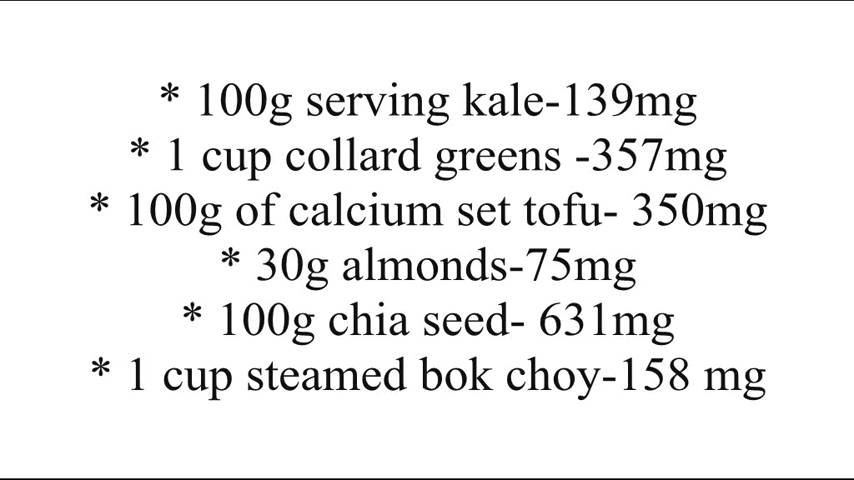 * 100g serving kale-139mg
* 1 cup collard greens -357mg
* 100g of calcium set tofu- 350mg
* 30g almonds-75mg
* 100g chia seed- 631mg
* 1 cup steamed bok choy-158 mg